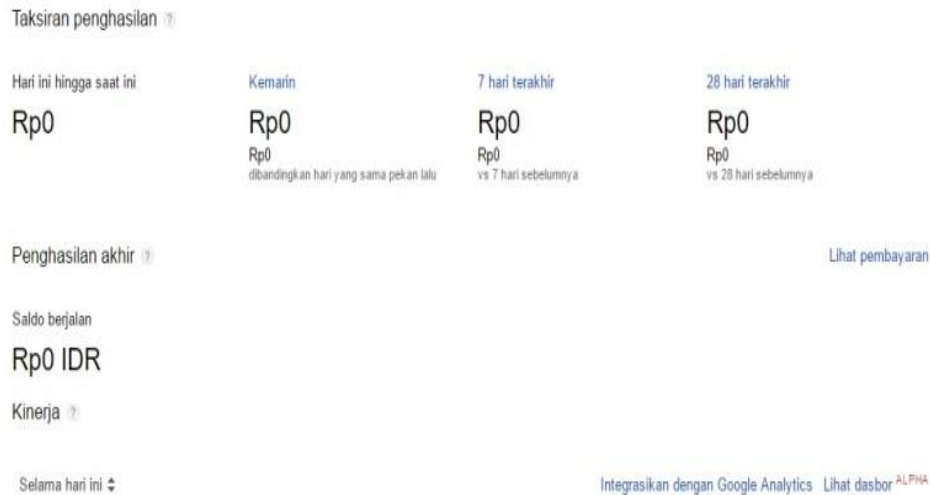 Taksiran penghasilan ?
Hari ini hingga saat ini Kemarin 7 hari terakhir 28 hari terakhir
Rp0 Rp0 Rp0 Rp0
Rp0 Rp0 Rp0
dibandingkan hari yang sama pekan lalu vs 7 hari sebelumnya vs 28 hari sebelumnya
Penghasilan akhir ? Lihat pembayaran
Saldo berjalan
Rp0 IDR
Kinerja ?
Selama hari ini Integrasikan dengan Google Analytics Lihat dasbor ALPHA